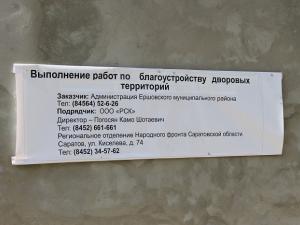 Выполнение работ по благоустройству дворовых
территорий
Заказчик: Администрация Ершовского муниципального района
Тел: (84564) 52-6-26
Подрядчик: ООО «РСК»
Директор – Погосян Камо Шотаевич
Тел: (8452) 661-661
Региональное отделение Народного фронта Саратовской области
Саратов, ул. Киселева, д. 74
Тел: (8452) 34-57-62